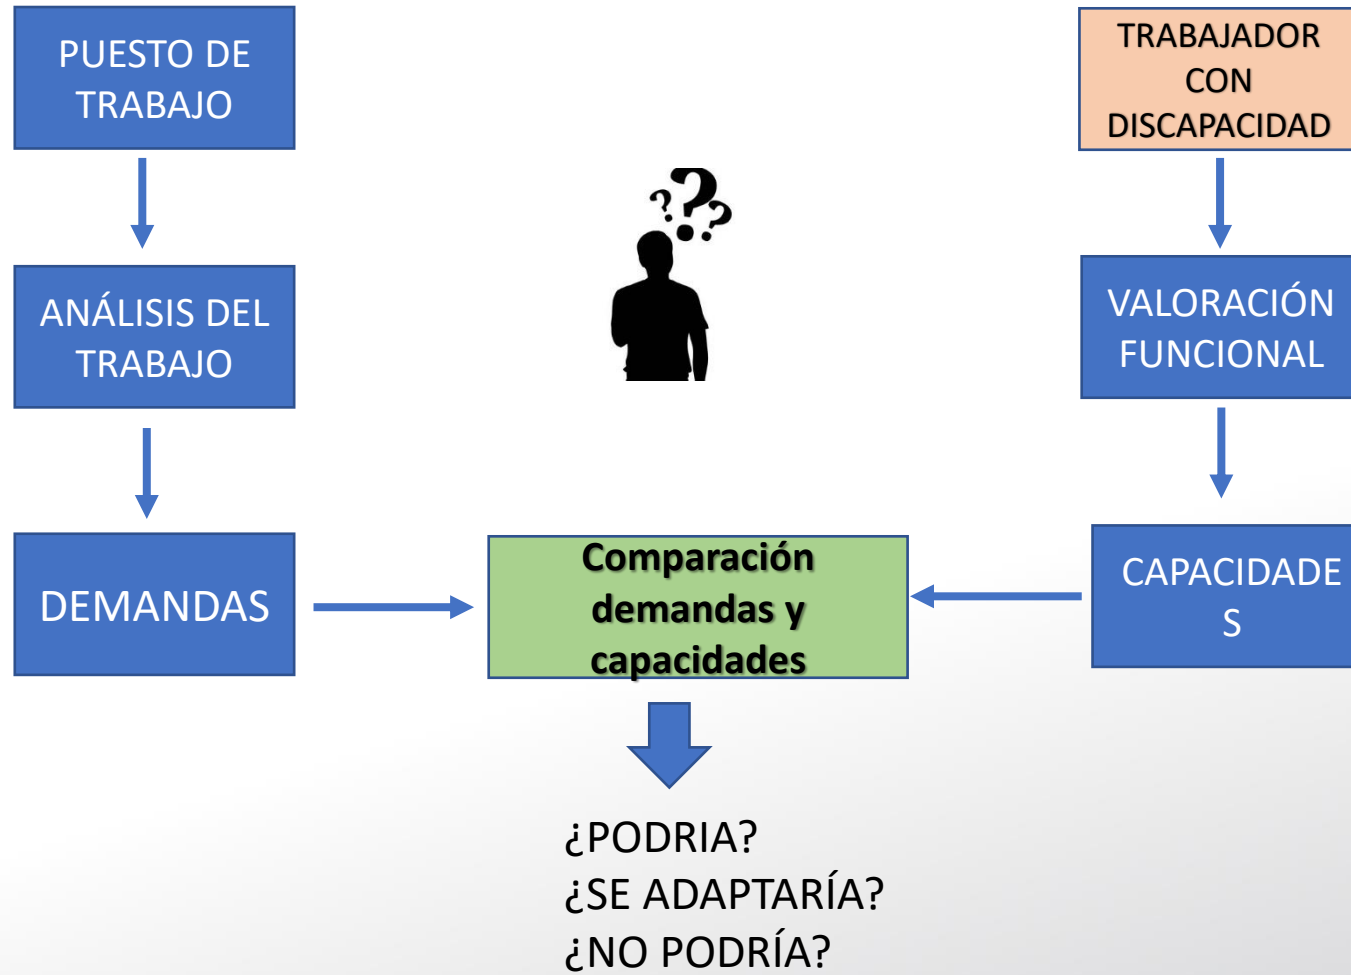 PUESTO DE
TRABAJO
TRABAJADOR
CON
DISCAPACIDAD
? ? ?
ANÁLISIS DEL
TRABAJO
VALORACIÓN
FUNCIONAL
DEMANDAS
Comparación
demandas y
capacidades
CAPACIDADE
S
¿PODRIA?
¿SE ADAPTARÍA?
¿NO PODRÍA?